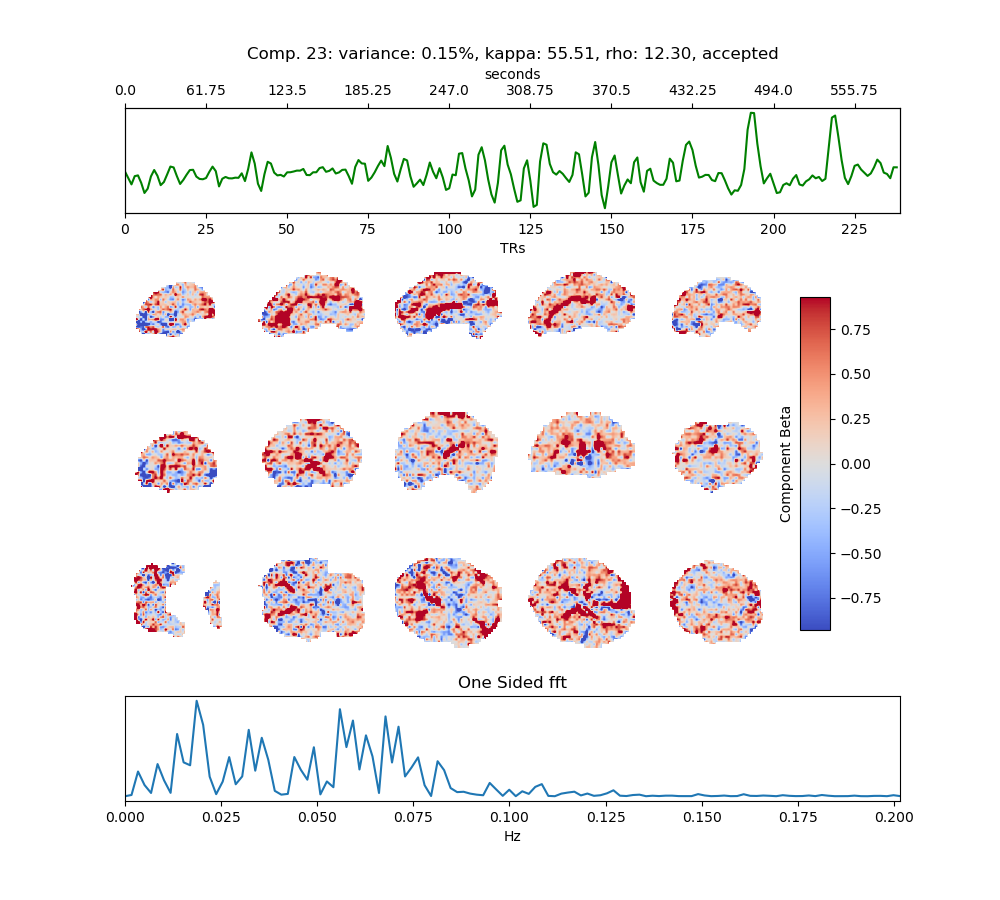 Comp. 23: variance: 0.15%, kappa: 55.51, rho: 12.30, accepted
seconds
0.0 61.75 123.5 185.25 247.0 308.75 370.5 432.25 494.0 555.75
0 25 50 75 100 125 150 175 200 225
TRs
0.75
0.50
0.25
0.00
−0.25
−0.50
−0.75
Component Beta
One Sided fft
0.000 0.025 0.050 0.075 0.100 0.125 0.150 0.175 0.200
Hz